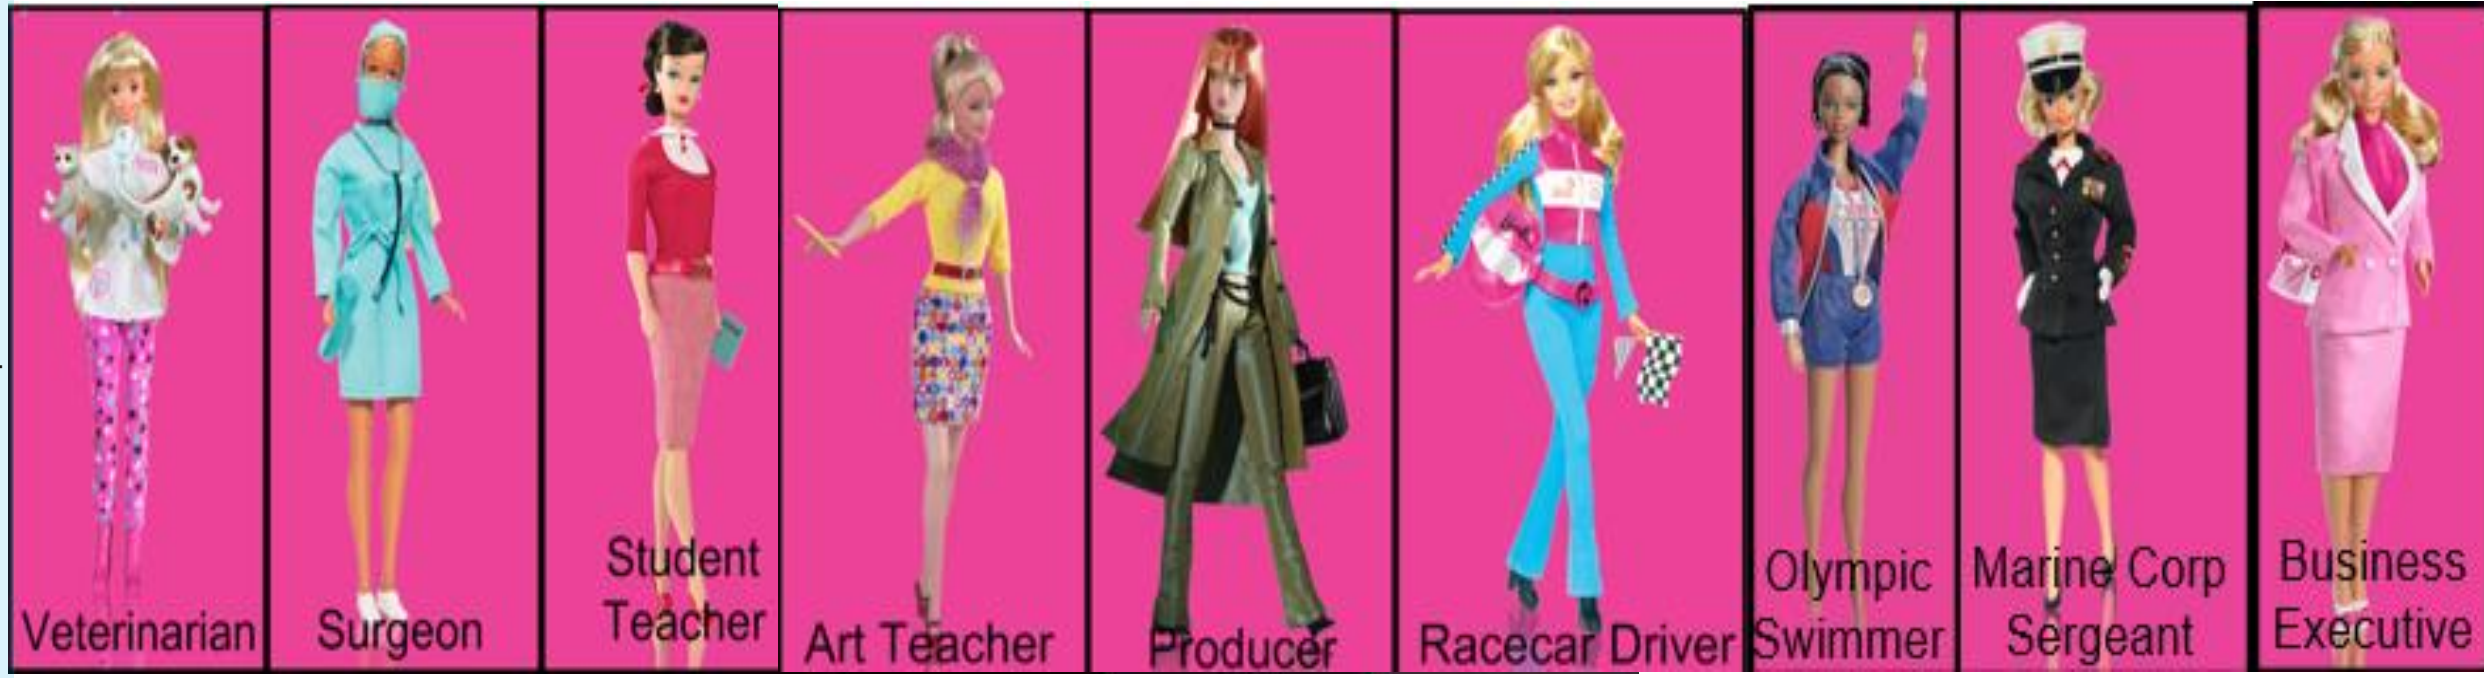 Veterinarian
Surgeon
Student
Teacher
Art Teacher
Producer
Racecar Driver
Olympic
Swimmer
Marine Corp
Sergeant
Business
Executive